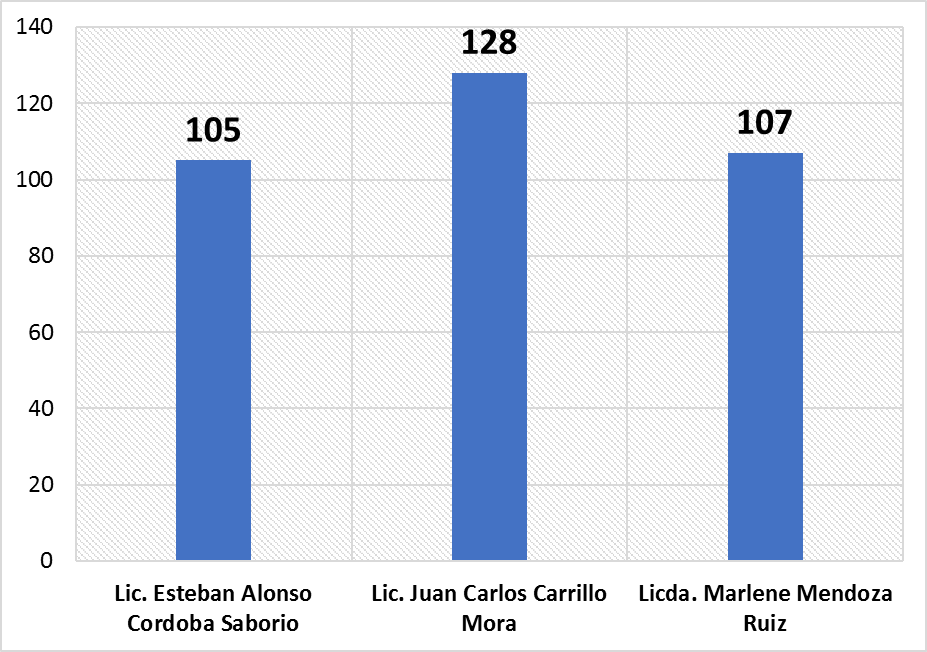 140
120
100
80
60
40
20
0
105
128
107
Lic. Esteban Alonso
Cordoba Saborio
Lic. Juan Carlos Carrillo
Mora
Licda. Marlene Mendoza
Ruiz